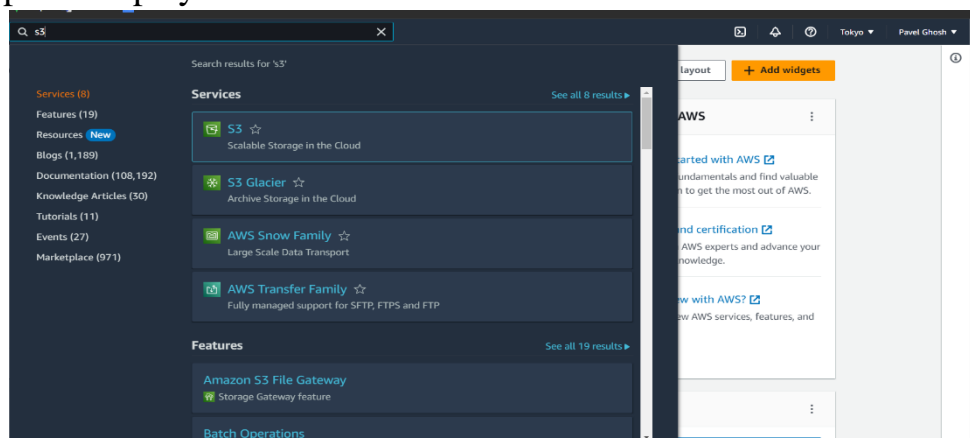 s3
Tokyo ▼ Pavel Ghosh ▼
Search results for 's3'
Services (8)
Features (19)
Resources New
Blogs (1,189)
Documentation (108,192)
Knowledge Articles (30)
Tutorials (11)
Events (27)
Marketplace (971)
Services
See all 8 results ▶
S3
Scalable Storage in the Cloud
S3 Glacier
Archive Storage in the Cloud
AWS Snow Family
Large Scale Data Transport
AWS Transfer Family
Fully managed support for SFTP, FTPS and FTP
Features
See all 19 results ▶
Amazon S3 File Gateway
Storage Gateway feature
Batch Operations
layout
+ Add widgets
AWS
with AWS
and find valuable
to get the most out of AWS.
certification
AWS experts and advance your
with AWS?
AWS services, features, and